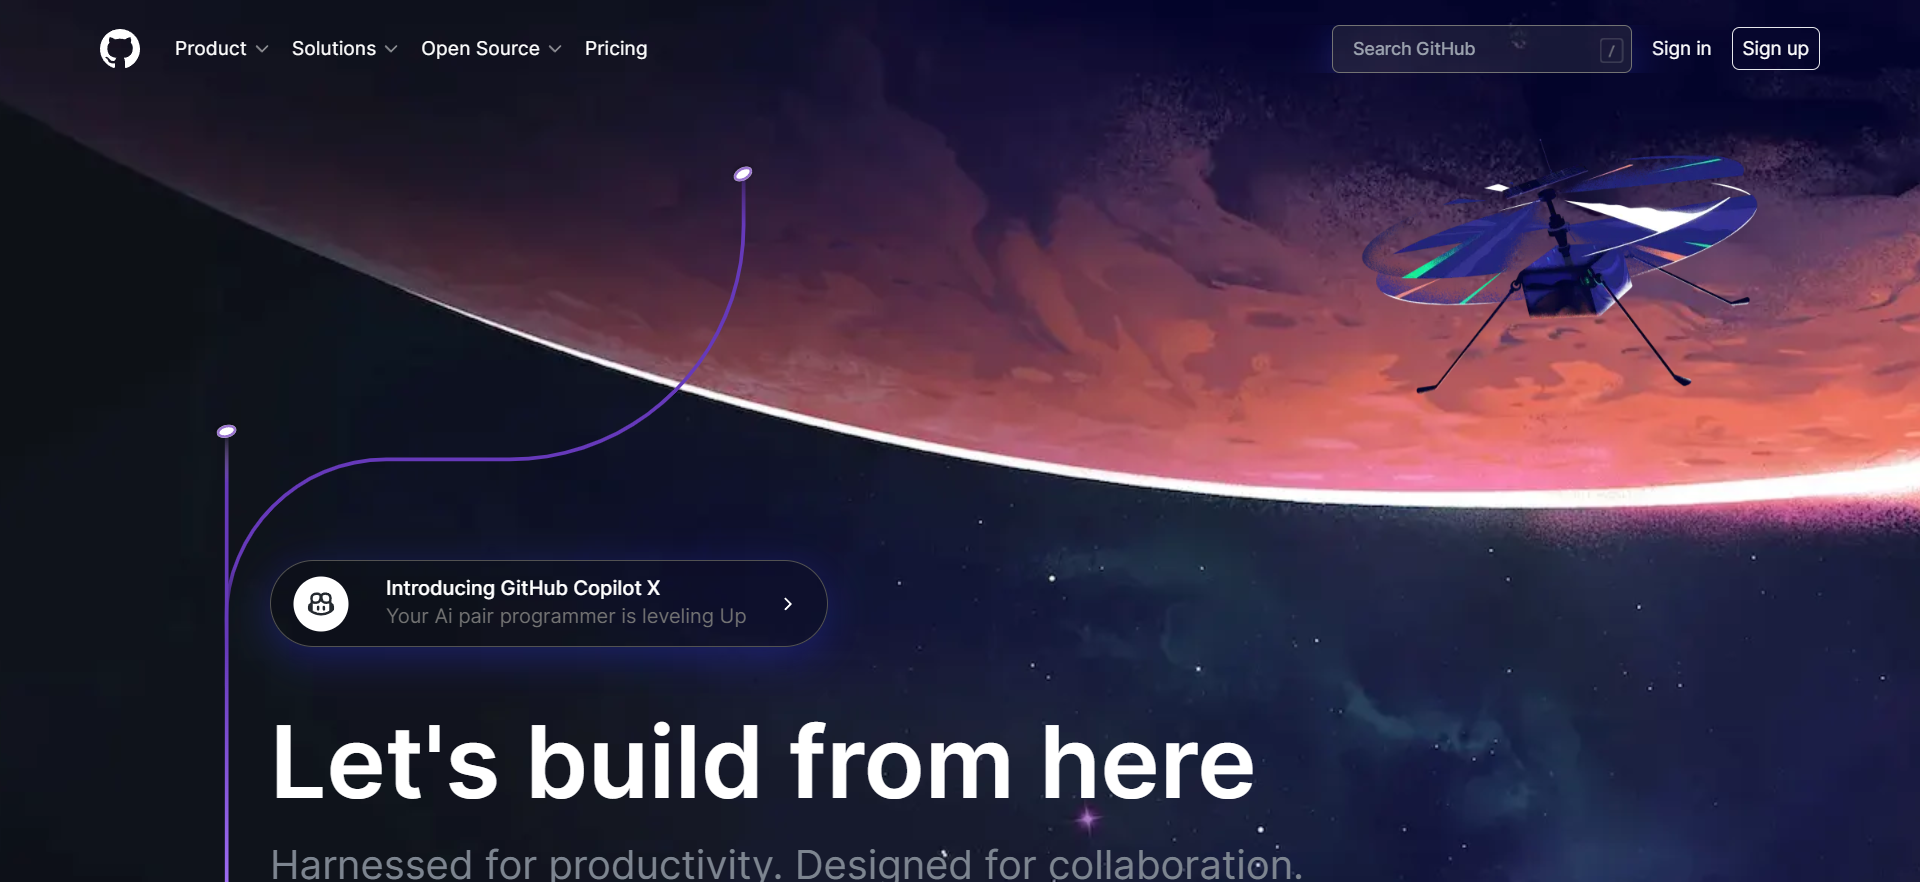 Product
Solutions
Open Source
Pricing
Search GitHub
/
Sign in
Sign up
Introducing GitHub Copilot X
Your Ai pair programmer is leveling Up
Let's build from here
Harnessed for productivity. Designed for collaboration.